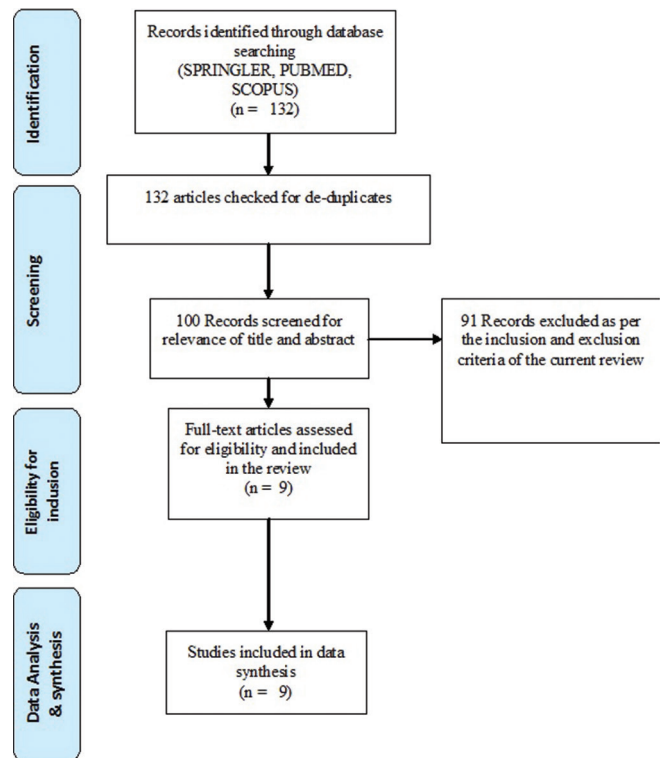 Identification
Records identified through database
searching
(SPRINGLER, PUBMED,
SCOPUS)
(n = 132)
Screening
132 articles checked for de-duplicates
100 Records screened for
relevance of title and abstract
91 Records excluded as per
the inclusion and exclusion
criteria of the current review
Eligibility for
inclusion
Full-text articles assessed
for eligibility and included
in the review
(n = 9)
Data Analysis
& synthesis
Studies included in data
synthesis
(n = 9)